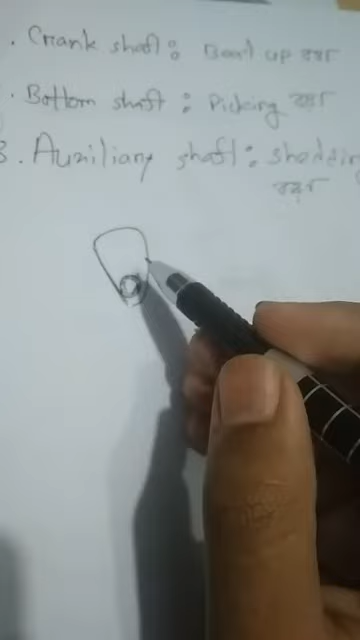 . Crank shaft : Beat up হয়
. Bottom shaft : Picking হয়
3. Auxiliary shaft : shedding
হয়